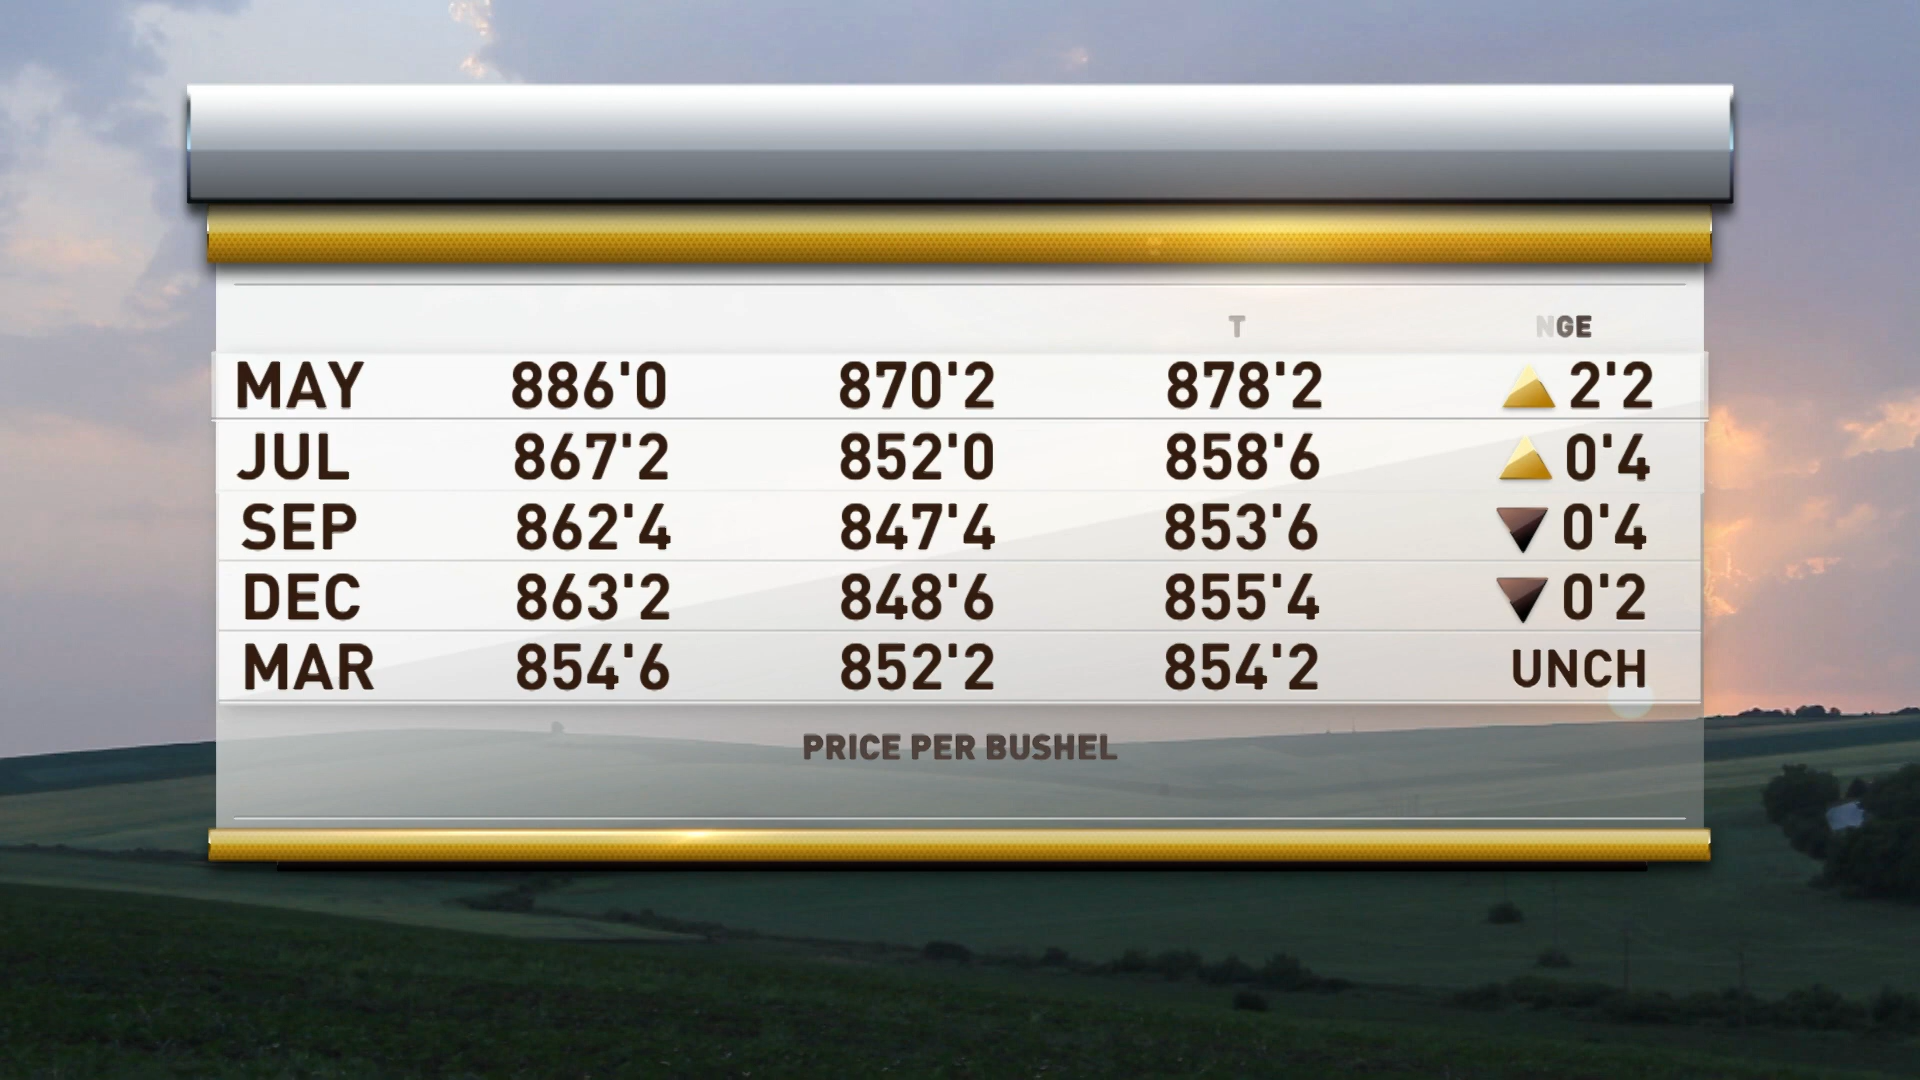 T NGE
MAY 886'0 870'2 878'2 2'2
JUL 867'2 852'0 858'6 0'4
SEP 862'4 847'4 853'6 0'4
DEC 863'2 848'6 855'4 0'2
MAR 854'6 852'2 854'2 UNCH
PRICE PER BUSHEL